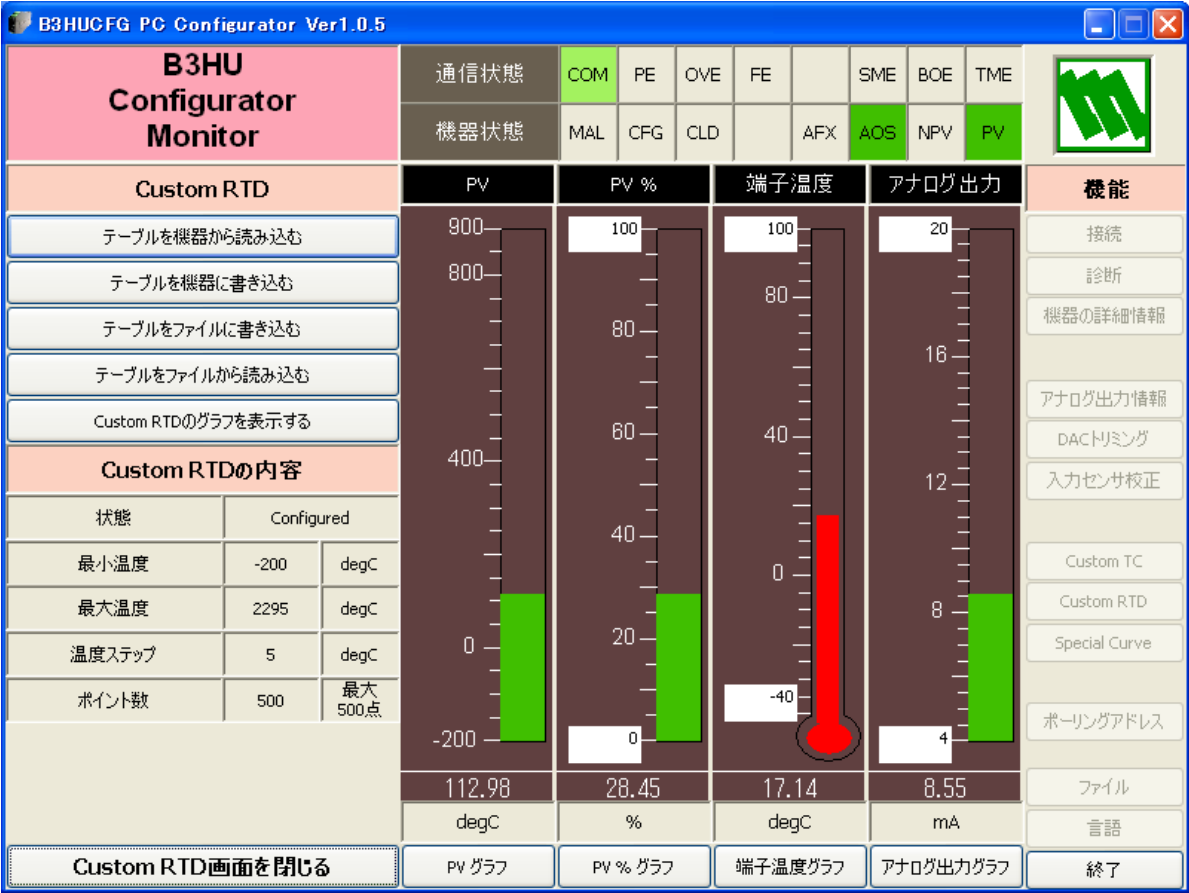 B3HUCFG PC Configurator Ver1.0.5
B3HU
Configurator
Monitor
通信状態 COM PE OVE FE SME BOE TME
機器状態 MAL CFG CLD AFX AOS NPV PV
Custom RTD
テーブルを機器から読み込む
テーブルを機器に書き込む
テーブルをファイルに書き込む
テーブルをファイルから読み込む
Custom RTDのグラフを表示する
Custom RTDの内容
状態 Configured
最小温度 -200 degC
最大温度 2295 degC
温度ステップ 5 degC
ポイント数 500 最大
500点
Custom RTD画面を閉じる
PV
900
800
400
0
-200
112.98
degC
PV グラフ
PV %
100
80
60
40
20
0
28.45
%
PV % グラフ
端子温度
100
80
40
0
-40
17.14
degC
端子温度グラフ
アナログ出力
20
16
12
8
4
8.55
mA
アナログ出力グラフ
機能
接続
診断
機器の詳細情報
アナログ出力情報
DACトリミング
入力センサ校正
Custom TC
Custom RTD
Special Curve
ポーリングアドレス
ファイル
言語
終了